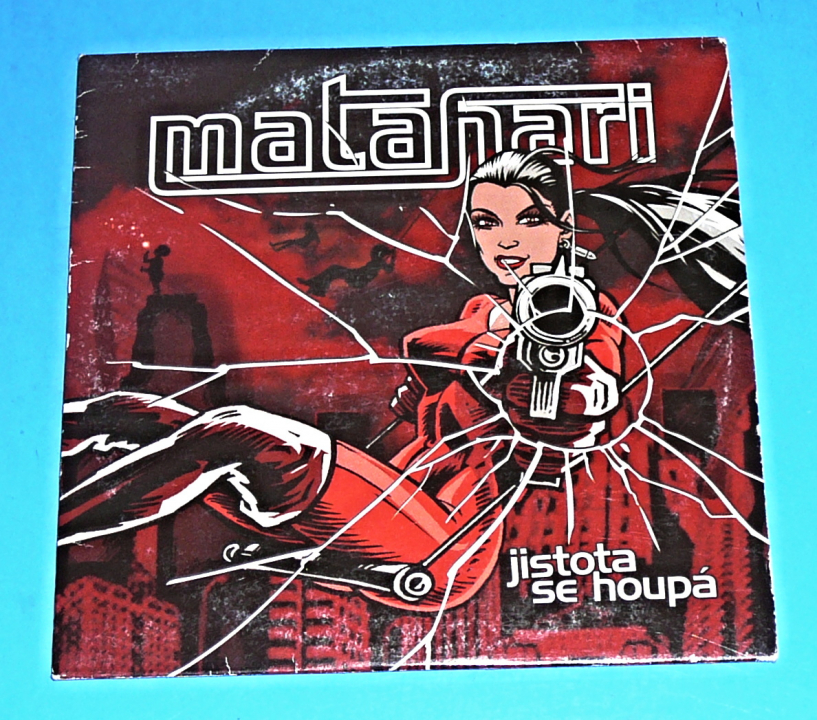 matahari
jistota
se houpá